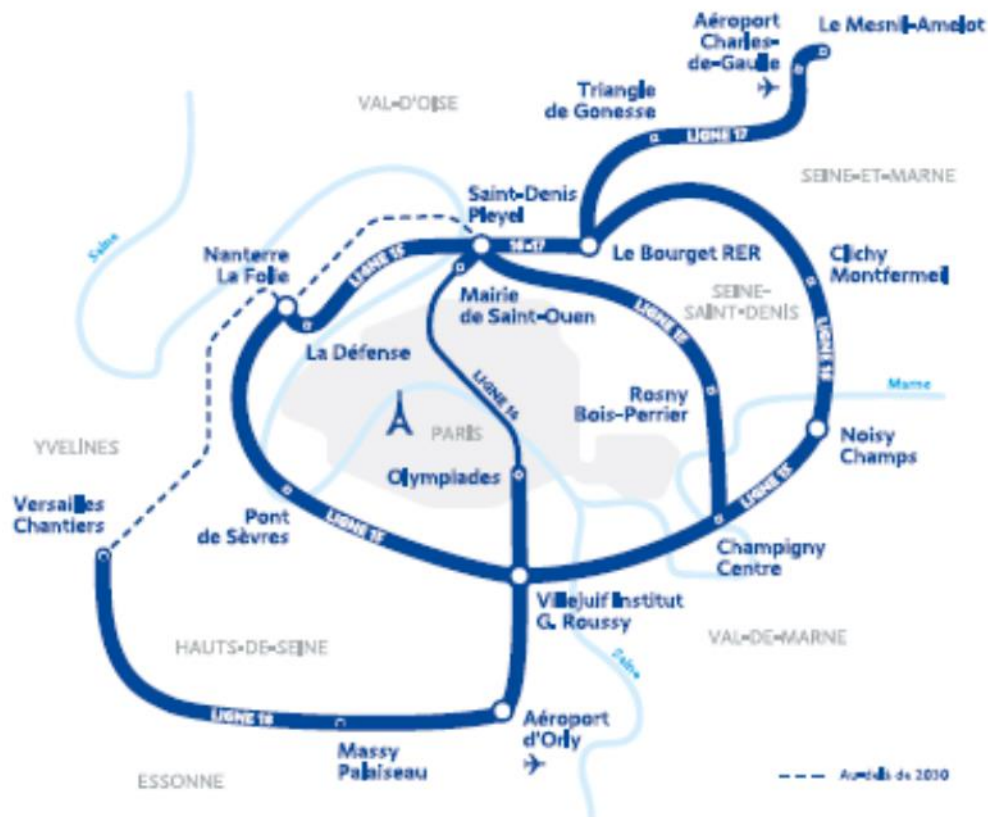 Aéroport
Charles-
de-Gaulle
Le Mesnil-Amelot
Triangle
de Gonesse
LIGNE 17
VAL-D'OISE
SEINE-ET-MARNE
Saint-Denis
Pleyel
16-17
Le Bourget RER
Seine
Nanterre
La Folie
LIGNE 15
Clichy
Montfermeil
Mairie
de Saint-Ouen
SEINE-
SAINT-DENIS
LIGNE 15
LIGNE 16
La Défense
LIGNE 14
Rosny
Bois-Perrier
Marne
YVELINES
PARIS
Noisy
Champs
Olympiades
LIGNE 15
Versailles
Chantiers
Pont
de Sèvres
LIGNE 15
Champigny
Centre
Villejuif Institut
G. Roussy
HAUTS-DE-SEINE
VAL-DE-MARNE
Seine
LIGNE 18
Aéroport
d'Orly
Massy
Palaiseau
ESSONNE
Au-delà de 2030